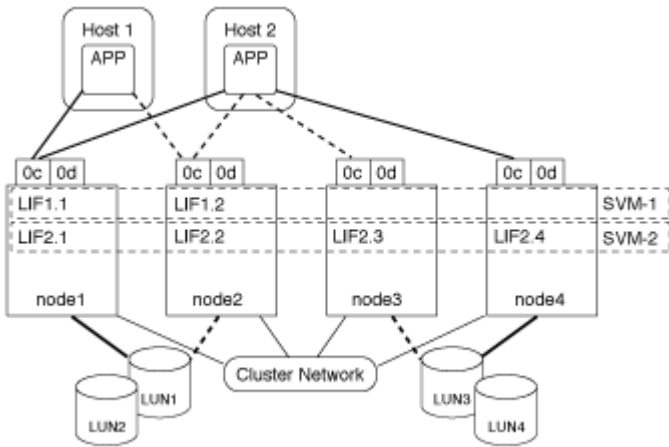 Host 1
Host 2
APP
APP
0c 0d
0c 0d
0c 0d
0c 0d
LIF1.1
LIF1.2
SVM-1
LIF2.1
LIF2.2
LIF2.3
LIF2.4
SVM-2
node1
node2
node3
node4
Cluster Network
LUN2
LUN1
LUN3
LUN4